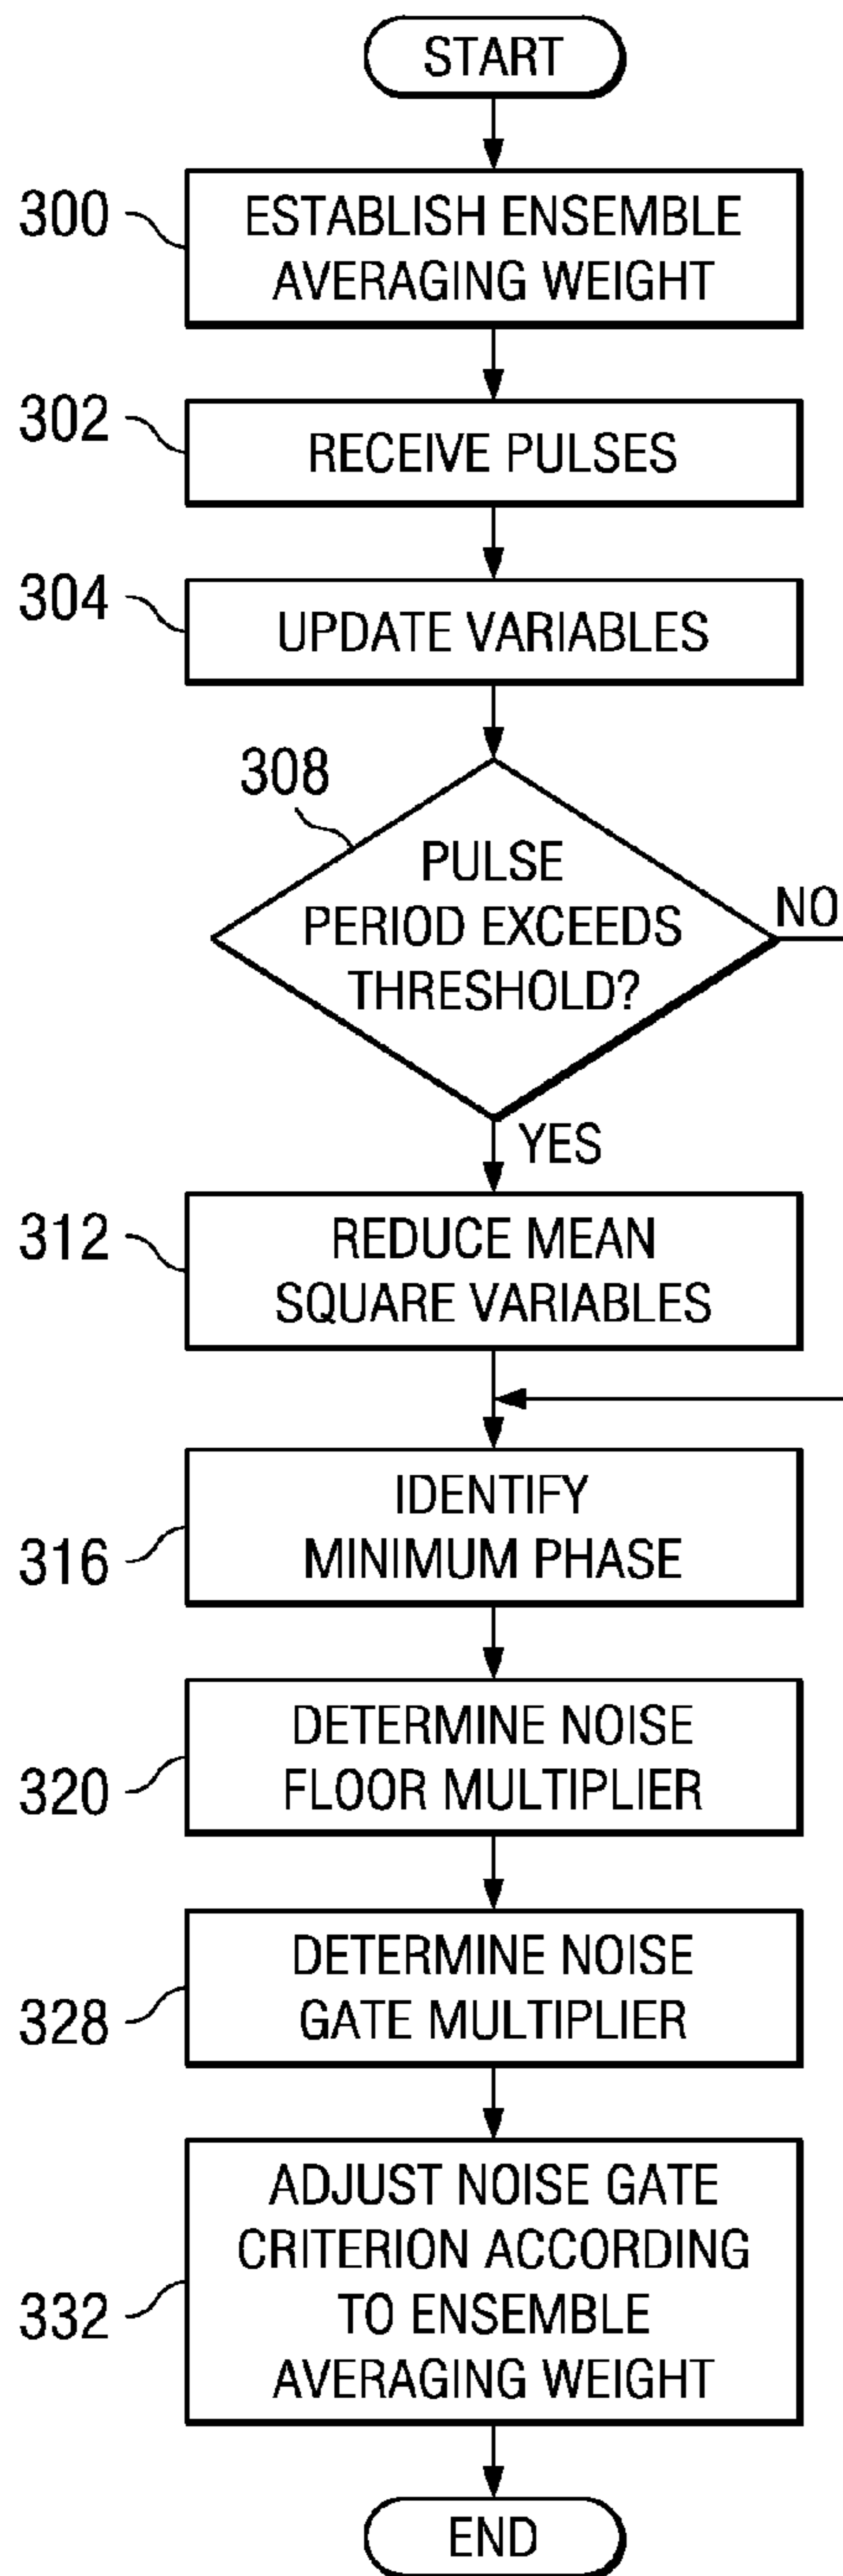 START
300
ESTABLISH ENSEMBLE
AVERAGING WEIGHT
302
RECEIVE PULSES
304
UPDATE VARIABLES
308
PULSE
PERIOD EXCEEDS
THRESHOLD?
NO
YES
312
REDUCE MEAN
SQUARE VARIABLES
316
IDENTIFY
MINIMUM PHASE
320
DETERMINE NOISE
FLOOR MULTIPLIER
328
DETERMINE NOISE
GATE MULTIPLIER
332
ADJUST NOISE GATE
CRITERION ACCORDING
TO ENSEMBLE
AVERAGING WEIGHT
END